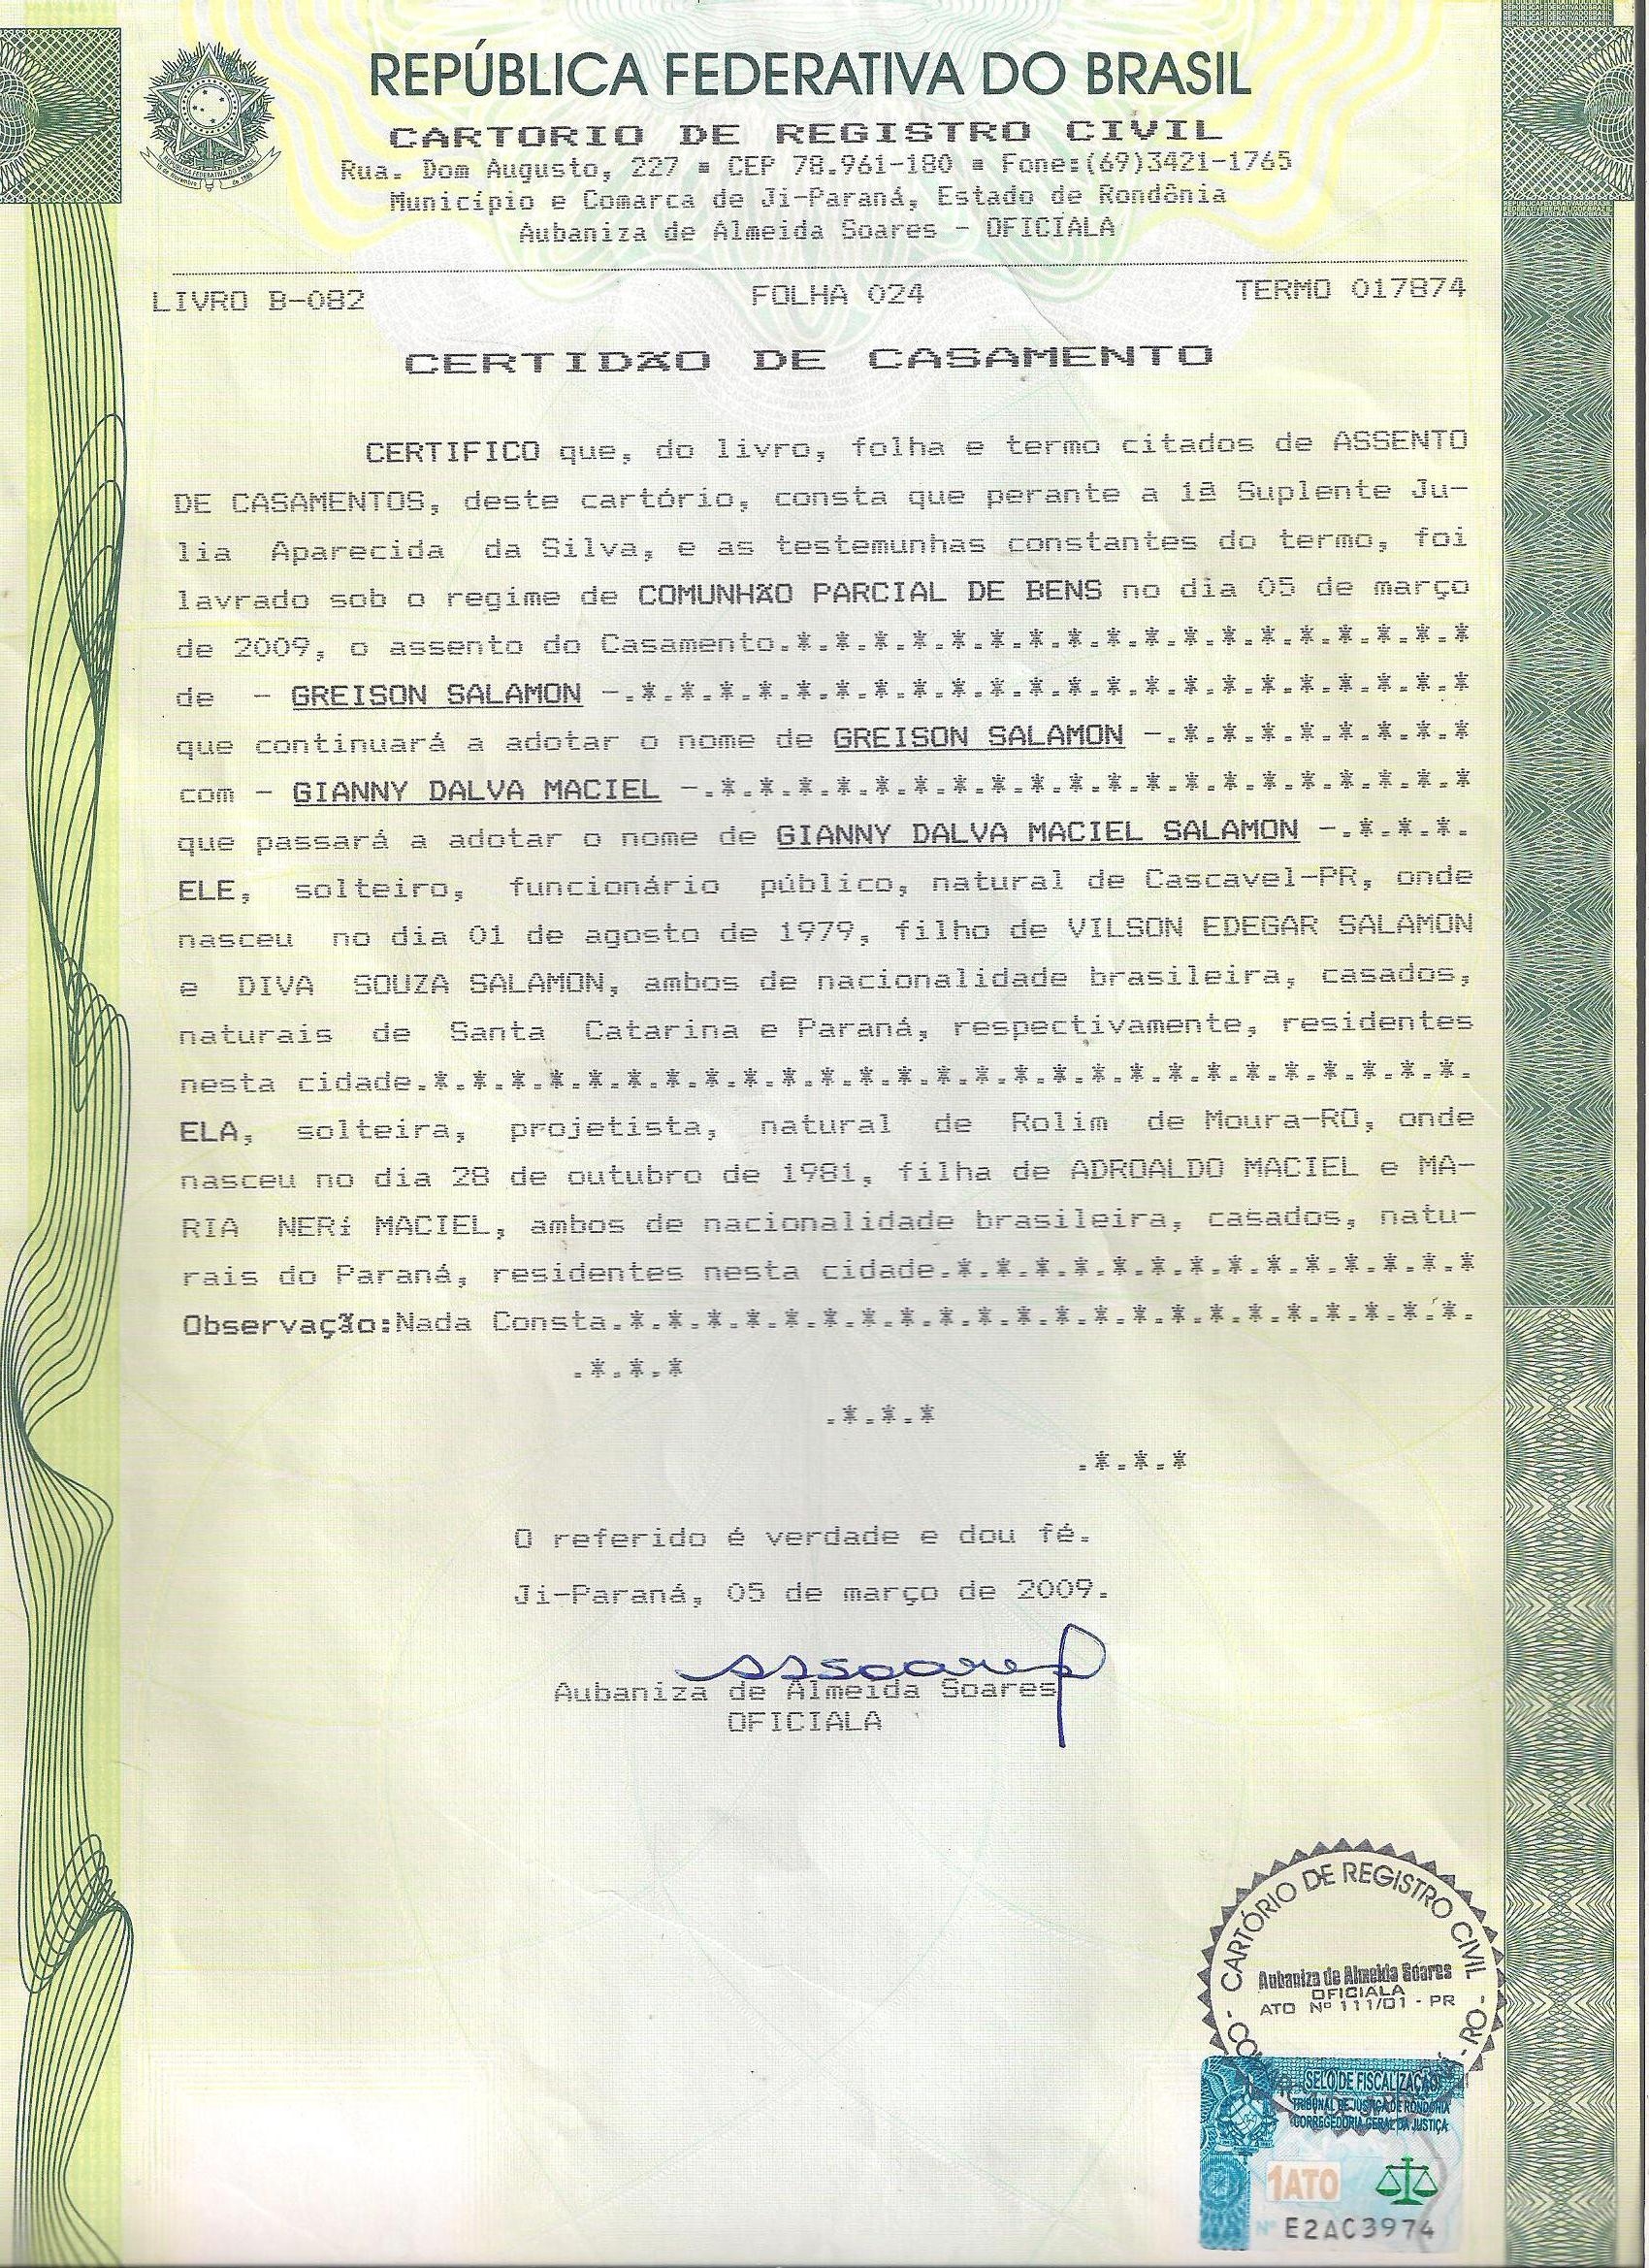 REPÚBLICA FEDERATIVA DO BRASIL
CARTORIO DE REGISTRO CIVIL
Rua. Dom Augusto, 227 ▪ CEP 78.961-180 ▪ Fone:(69)3421-1765
Município e Comarca de Ji-Paraná, Estado de Rondônia
Aubaniza de Almeida Soares - OFICIALA
LIVRO B-082 FOLHA 024 TERMO 017874
CERTIDÃO DE CASAMENTO
CERTIFICO que, do livro, folha e termo citados de ASSENTO
DE CASAMENTOS, deste cartório, consta que perante a 1ª Suplente Ju-
lia Aparecida da Silva, e as testemunhas constantes do termo, foi
lavrado sob o regime de COMUNHÃO PARCIAL DE BENS no dia 05 de março
de 2009, o assento do Casamento.*.*.*.*.*.*.*.*.*.*.*.*.*.*.*.*.*.*
de - GREISON SALAMON -.*.*.*.*.*.*.*.*.*.*.*.*.*.*.*.*.*.*.*.*.*.*
que continuará a adotar o nome de GREISON SALAMON -.*.*.*.*.*.*.*.*
com - GIANNY DALVA MACIEL -.*.*.*.*.*.*.*.*.*.*.*.*.*.*.*.*.*.*.*.*
que passará a adotar o nome de GIANNY DALVA MACIEL SALAMON -.*.*.*.
ELE, solteiro, funcionário público, natural de Cascavel-PR, onde
nasceu no dia 01 de agosto de 1979, filho de VILSON EDEGAR SALAMON
e DIVA SOUZA SALAMON, ambos de nacionalidade brasileira, casados,
naturais de Santa Catarina e Paraná, respectivamente, residentes
nesta cidade.*.*.*.*.*.*.*.*.*.*.*.*.*.*.*.*.*.*.*.*.*.*.*.*.*.*.*.
ELA, solteira, projetista, natural de Rolim de Moura-RO, onde
nasceu no dia 28 de outubro de 1981, filha de ADROALDO MACIEL e MA-
RIA NERí MACIEL, ambos de nacionalidade brasileira, casados, natu-
rais do Paraná, residentes nesta cidade.*.*.*.*.*.*.*.*.*.*.*.*.*.*
Observação:Nada Consta.*.*.*.*.*.*.*.*.*.*.*.*.*.*.*.*.*.*.*.*.*.*.
.*.*.*
.*.*.*
.*.*.*
O referido é verdade e dou fé.
Ji-Paraná, 05 de março de 2009.
Aubaniza de Almeida Soares
OFICIALA
CARTÓRIO DE REGISTRO CIVIL
Aubaniza de Almeida Soares
OFICIALA
ATO Nº 111/01 - PR
- RO -
SELO DE FISCALIZAÇÃO
TRIBUNAL DE JUSTIÇA DE RONDÔNIA
CORREGEDORIA GERAL DA JUSTIÇA
1ATO
Nº E2AC3974